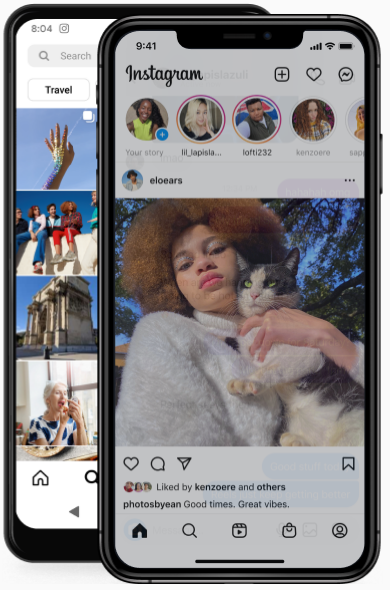 8:04
Search
Travel
9:41
Instagram
Your story
lil_lapisla...
lofti232
kenzoere
sapp
eloears
Liked by kenzoere and others
photosbyean Good times. Great vibes.